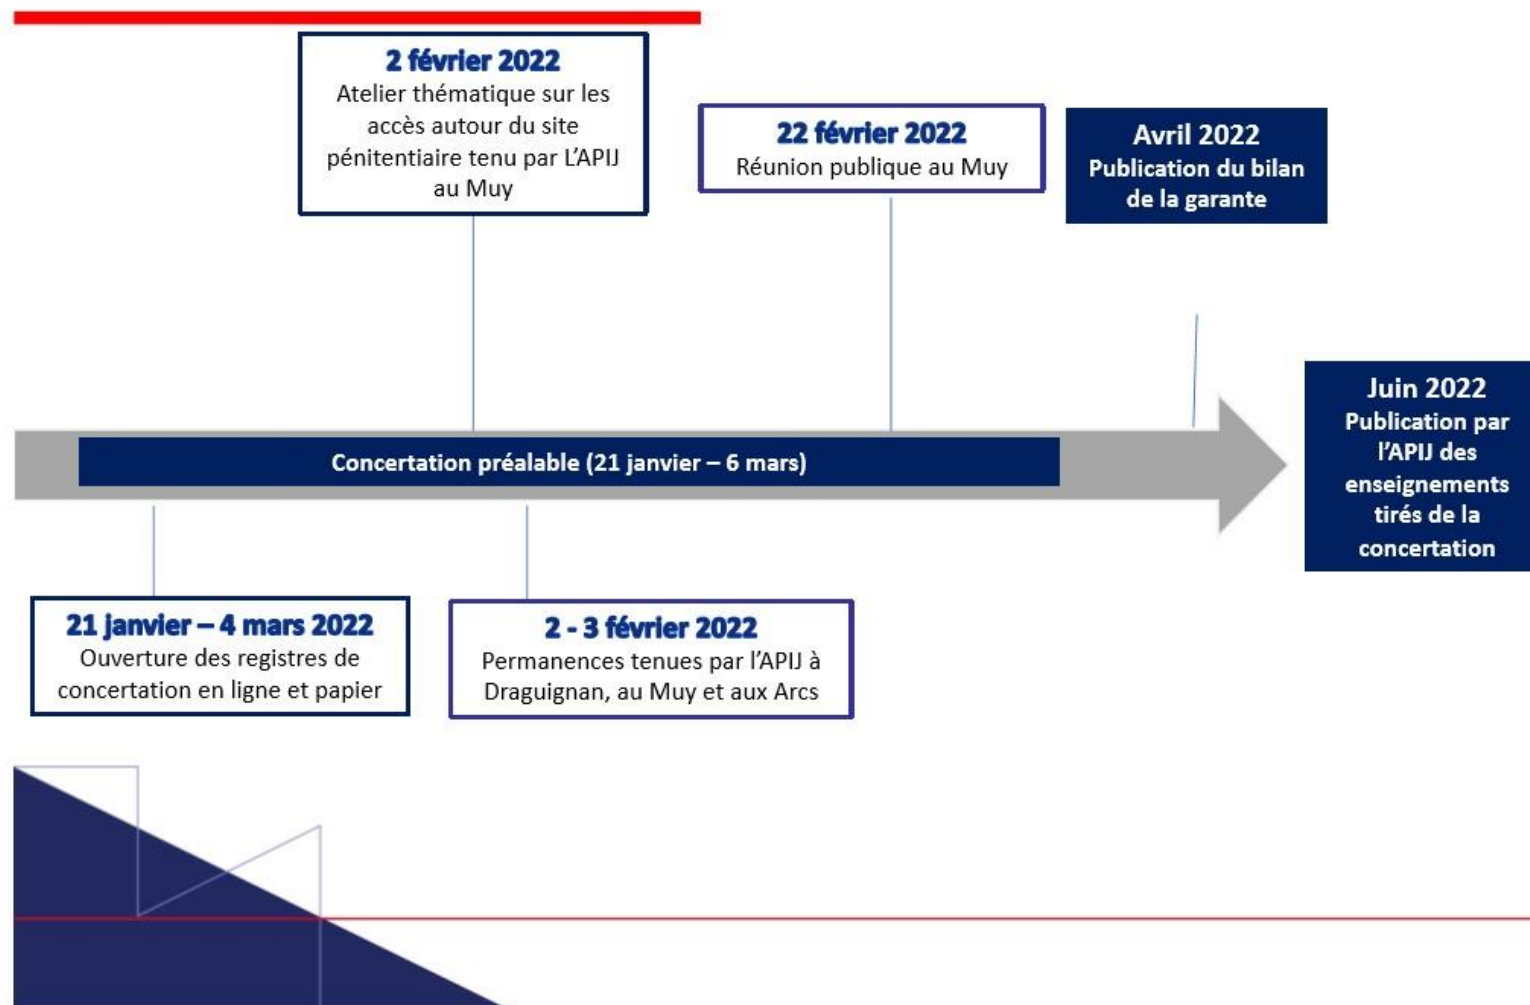 2 février 2022
Atelier thématique sur les
accès autour du site
pénitentiaire tenu par L’APIJ
au Muy
22 février 2022
Réunion publique au Muy
Avril 2022
Publication du bilan
de la garante
Juin 2022
Publication par
l’APIJ des
enseignements
tirés de la
concertation
Concertation préalable (21 janvier – 6 mars)
21 janvier – 4 mars 2022
Ouverture des registres de
concertation en ligne et papier
2 - 3 février 2022
Permanences tenues par l’APIJ à
Draguignan, au Muy et aux Arcs